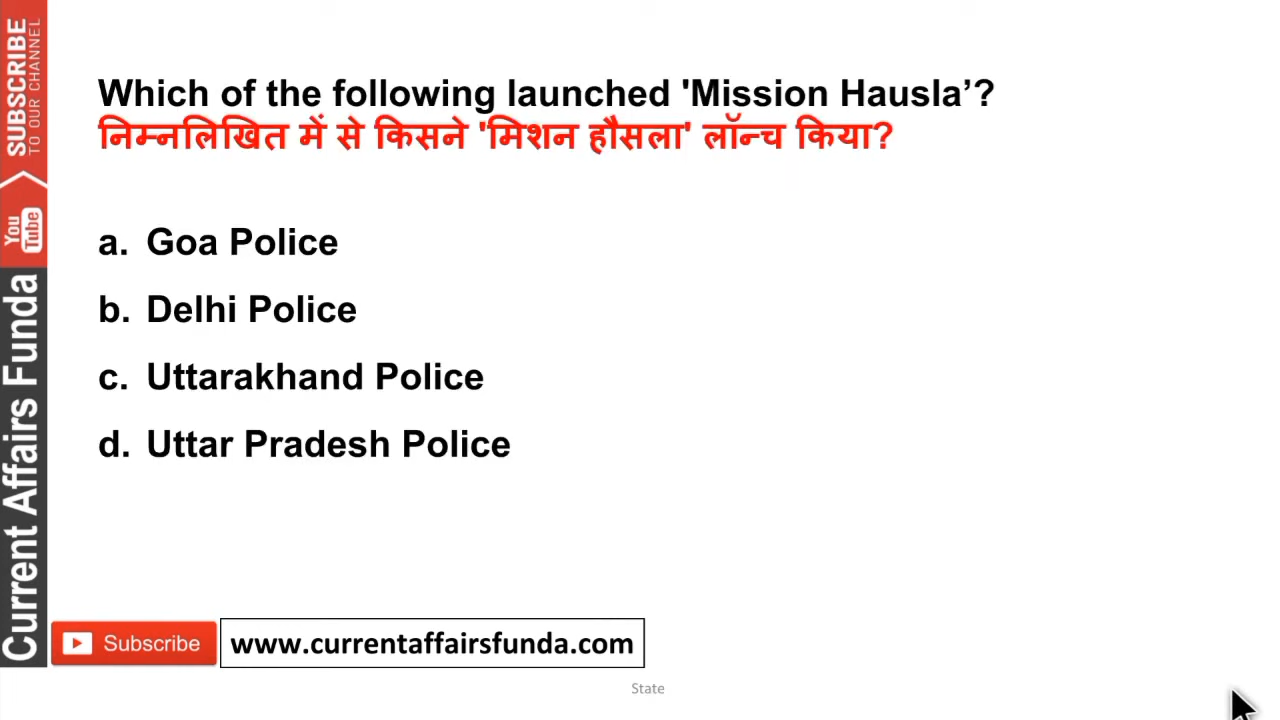 Which of the following launched 'Mission Hausla’?
निम्नलिखित में से किसने 'मिशन हौसला' लॉन्च किया?
a. Goa Police
b. Delhi Police
c. Uttarakhand Police
d. Uttar Pradesh Police
SUBSCRIBE
TO OUR CHANNEL
You
Tube
Current Affairs Funda
Subscribe
www.currentaffairsfunda.com
State